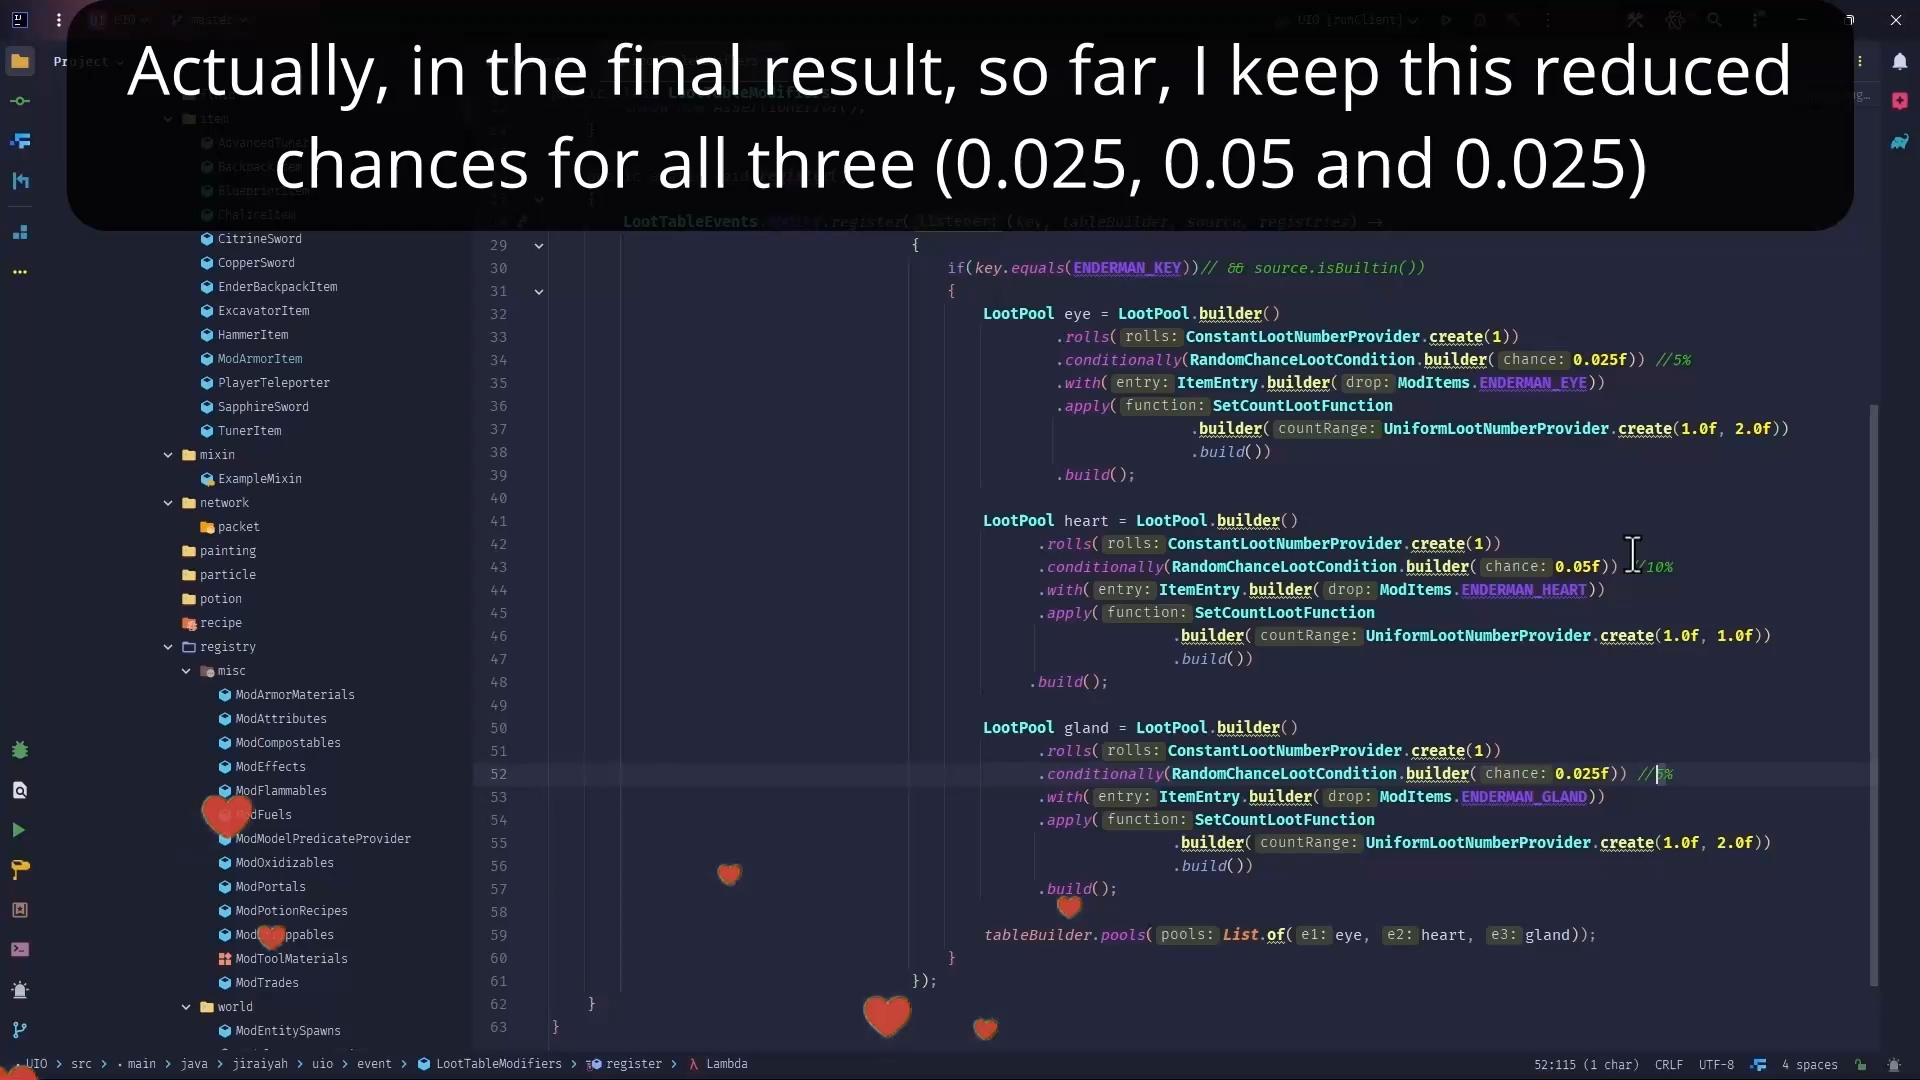 Actually, in the final result, so far, I keep this reduced
chances for all three (0.025, 0.05 and 0.025)
Project
item
CitrineSword
CopperSword
EnderBackpackItem
ExcavatorItem
HammerItem
ModArmorItem
PlayerTeleporter
SapphireSword
TunerItem
mixin
ExampleMixin
network
packet
painting
particle
potion
recipe
registry
misc
ModArmorMaterials
ModAttributes
ModCompostables
ModEffects
ModFlammables
ModelPredicateProvider
ModOxidizables
ModPortals
ModPotionRecipes
ModToolMaterials
ModTrades
world
ModEntitySpawns
LootTableEvents.register( listener: (key, tableBuilder, source, registries) →
29 {
30 if(key.equals(ENDERMAN_KEY))// && source.isBuiltin())
31 {
32 LootPool eye = LootPool.builder()
33 .rolls( rolls: ConstantLootNumberProvider.create(1))
34 .conditionally(RandomChanceLootCondition.builder( chance: 0.025f)) //5%
35 .with( entry: ItemEntry.builder( drop: ModItems.ENDERMAN_EYE))
36 .apply( function: SetCountLootFunction
37 .builder( countRange: UniformLootNumberProvider.create(1.0f, 2.0f))
38 .build())
39 .build();
40
41 LootPool heart = LootPool.builder()
42 .rolls( rolls: ConstantLootNumberProvider.create(1))
43 .conditionally(RandomChanceLootCondition.builder( chance: 0.05f)) //10%
44 .with( entry: ItemEntry.builder( drop: ModItems.ENDERMAN_HEART))
45 .apply( function: SetCountLootFunction
46 .builder( countRange: UniformLootNumberProvider.create(1.0f, 1.0f))
47 .build())
48 .build();
49
50 LootPool gland = LootPool.builder()
51 .rolls( rolls: ConstantLootNumberProvider.create(1))
52 .conditionally(RandomChanceLootCondition.builder( chance: 0.025f)) //5%
53 .with( entry: ItemEntry.builder( drop: ModItems.ENDERMAN_GLAND))
54 .apply( function: SetCountLootFunction
55 .builder( countRange: UniformLootNumberProvider.create(1.0f, 2.0f))
56 .build())
57 .build();
58
59 tableBuilder.pools( pools: List.of( e1: eye, e2: heart, e3: gland));
60 }
61 });
62 }
63 }
UIO > src > main > java > jiraiyah > uio > event > LootTableModifiers > register > Lambda
52:115 (1 char) CRLF UTF-8 4 spaces